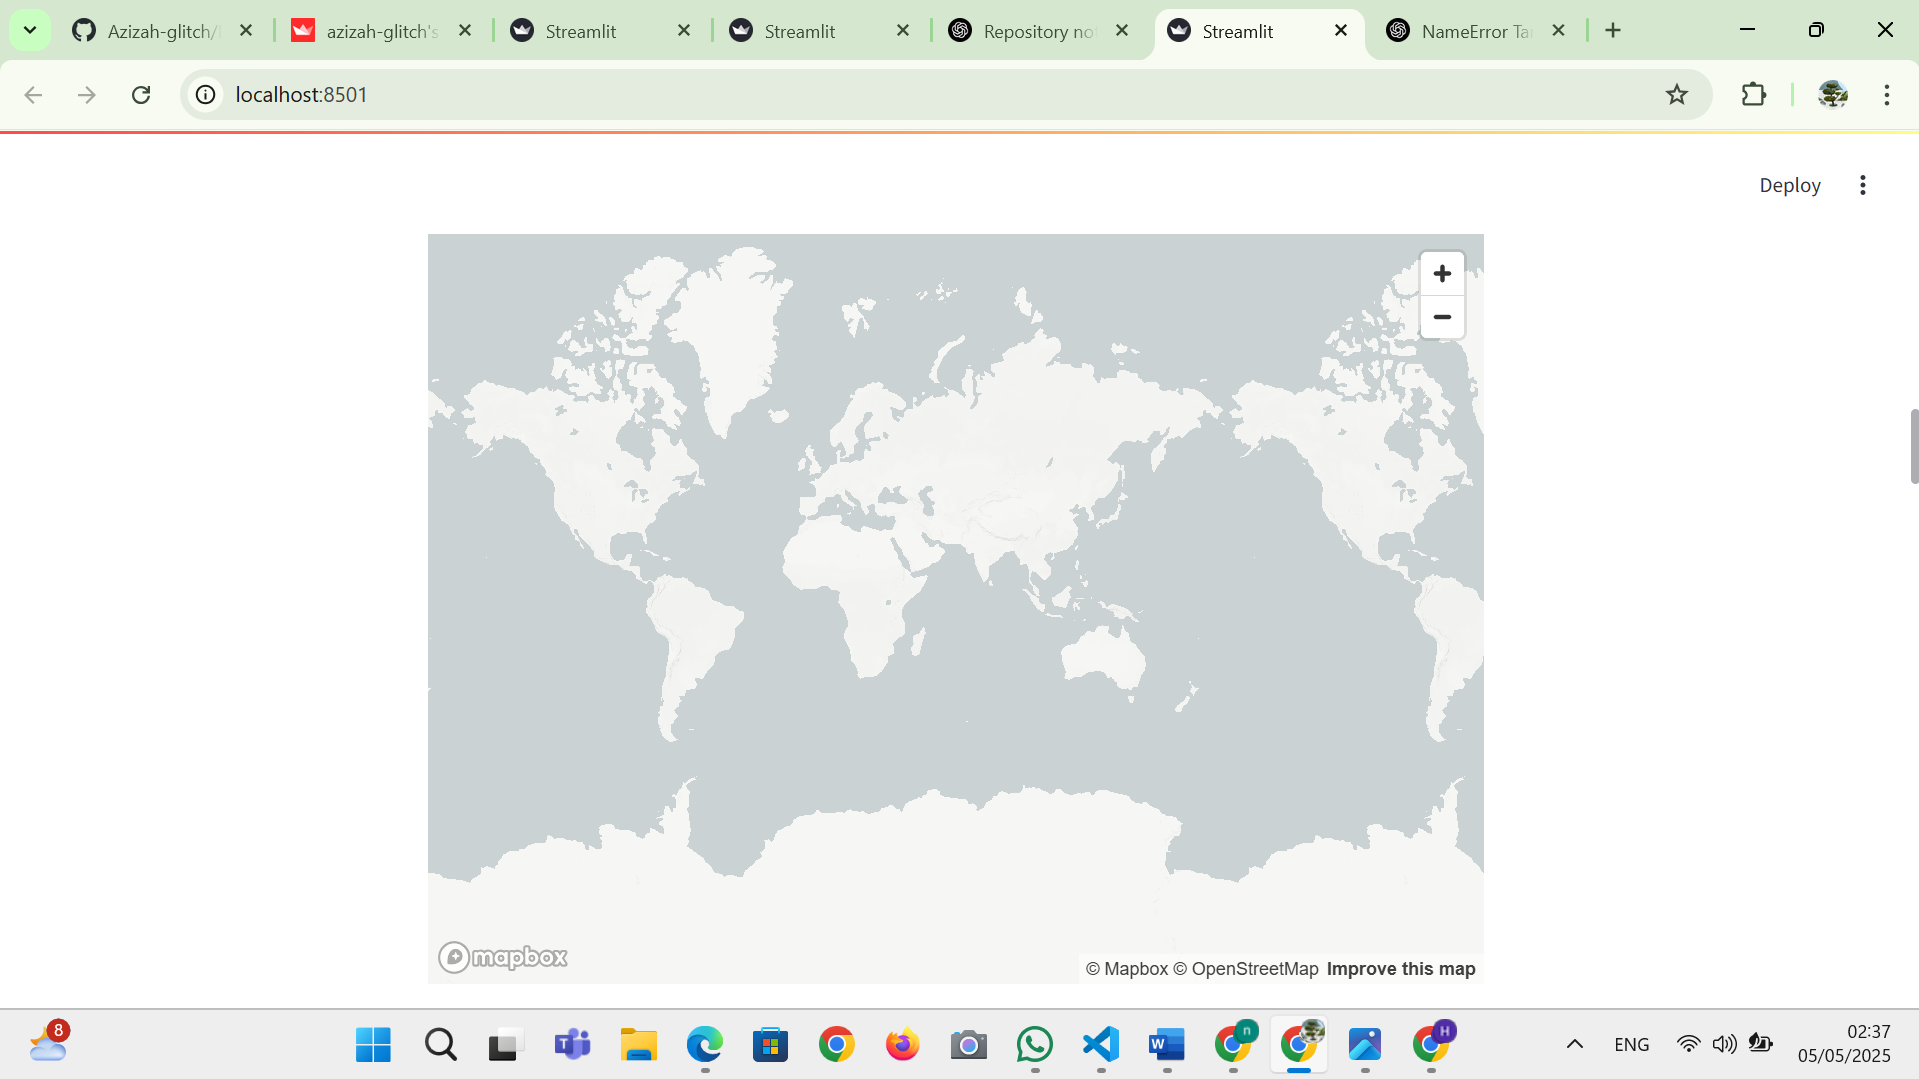 Azizah-glitch/
azizah-glitch's
Streamlit
Streamlit
Repository not
Streamlit
NameError Ta
localhost:8501
Deploy
+
−
mapbox
© Mapbox © OpenStreetMap Improve this map
8
T
W
n
H
ENG
02:37
05/05/2025